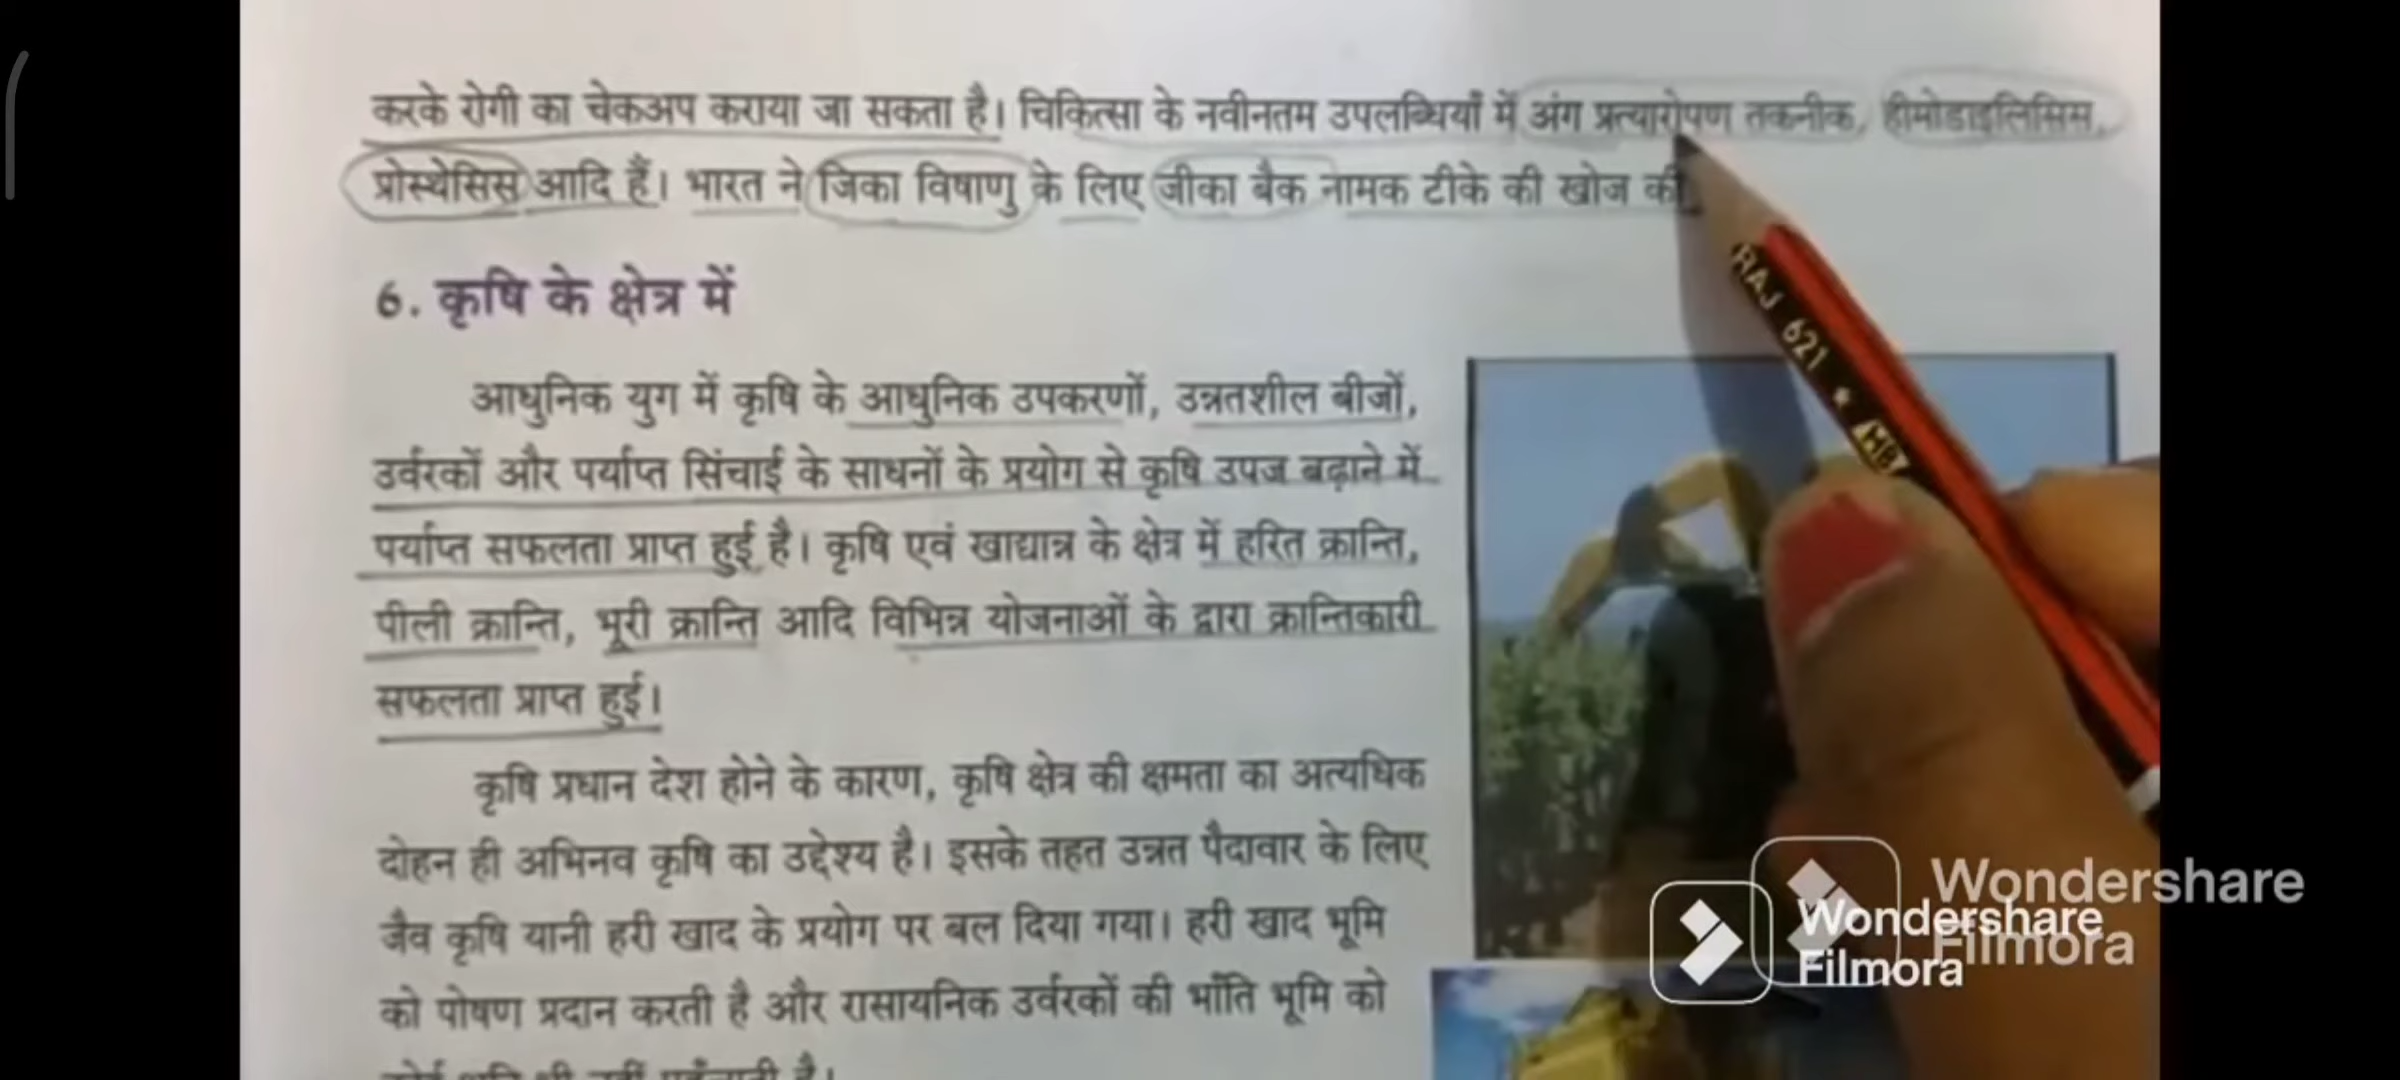 करके रोगी का चेकअप कराया जा सकता है। चिकित्सा के नवीनतम उपलब्धियाँ में अंग प्रत्यारोपण तकनीक, हीमोडाइलिसिम,
प्रोस्थेसिस आदि हैं। भारत ने जिका विषाणु के लिए जीका बैक नामक टीके की खोज की
6. कृषि के क्षेत्र में
आधुनिक युग में कृषि के आधुनिक उपकरणों, उन्नतशील बीजों,
उर्वरकों और पर्याप्त सिंचाई के साधनों के प्रयोग से कृषि उपज बढ़ाने में
पर्याप्त सफलता प्राप्त हुई है। कृषि एवं खाद्यान्न के क्षेत्र में हरित क्रान्ति,
पीली क्रान्ति, भूरी क्रान्ति आदि विभिन्न योजनाओं के द्वारा क्रान्तिकारी
सफलता प्राप्त हुई।
कृषि प्रधान देश होने के कारण, कृषि क्षेत्र की क्षमता का अत्यधिक
दोहन ही अभिनव कृषि का उद्देश्य है। इसके तहत उन्नत पैदावार के लिए
जैव कृषि यानी हरी खाद के प्रयोग पर बल दिया गया। हरी खाद भूमि
को पोषण प्रदान करती है और रासायनिक उर्वरकों की भाँति भूमि को
RAJ 621 ★ HB
Wondershare
Filmora
Wondershare
Filmora